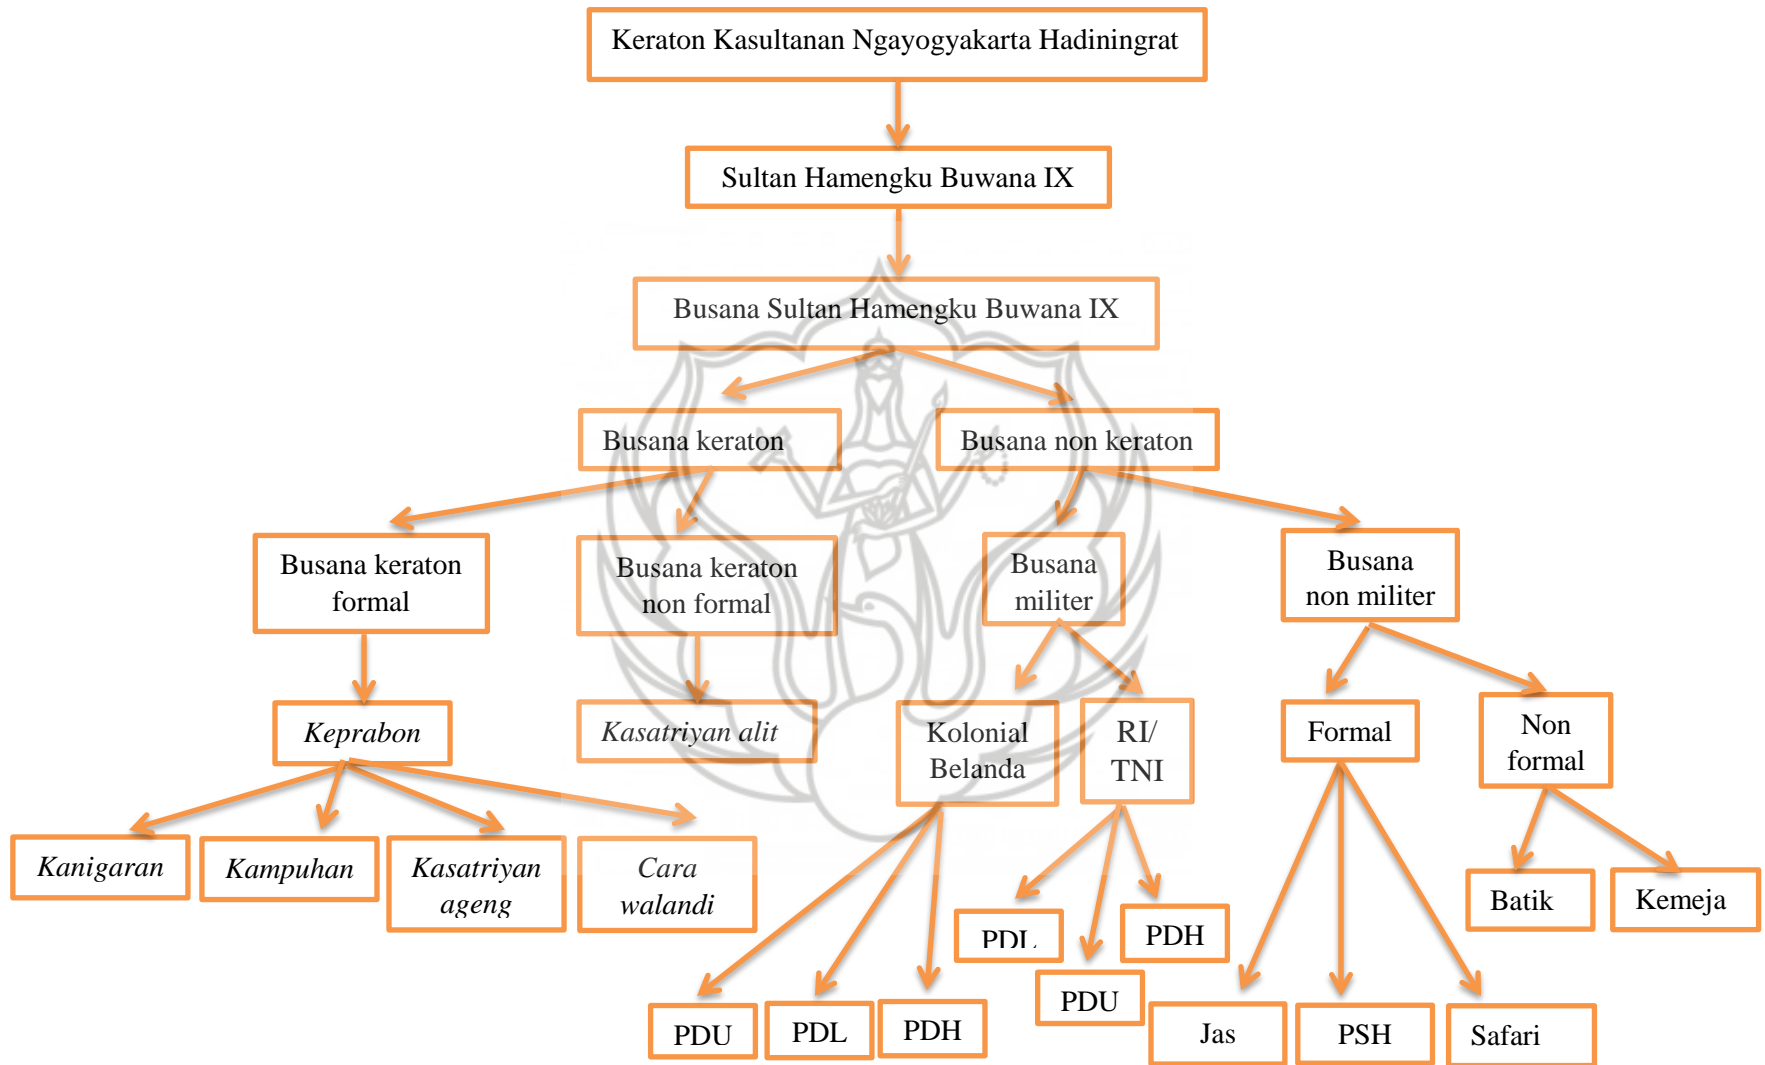 Keraton Kasultanan Ngayogyakarta Hadiningrat
Sultan Hamengku Buwana IX
Busana Sultan Hamengku Buwana IX
Busana keraton
Busana non keraton
Busana keraton
formal
Busana keraton
non formal
Busana
militer
Busana
non militer
Keprabon
Kasatriyan alit
Kolonial
Belanda
RI/
TNI
Formal
Non
formal
Kanigaran
Kampuhan
Kasatriyan
ageng
Cara
walandi
Batik
Kemeja
PDL
PDH
PDU
PDU
PDL
PDH
Jas
PSH
Safari